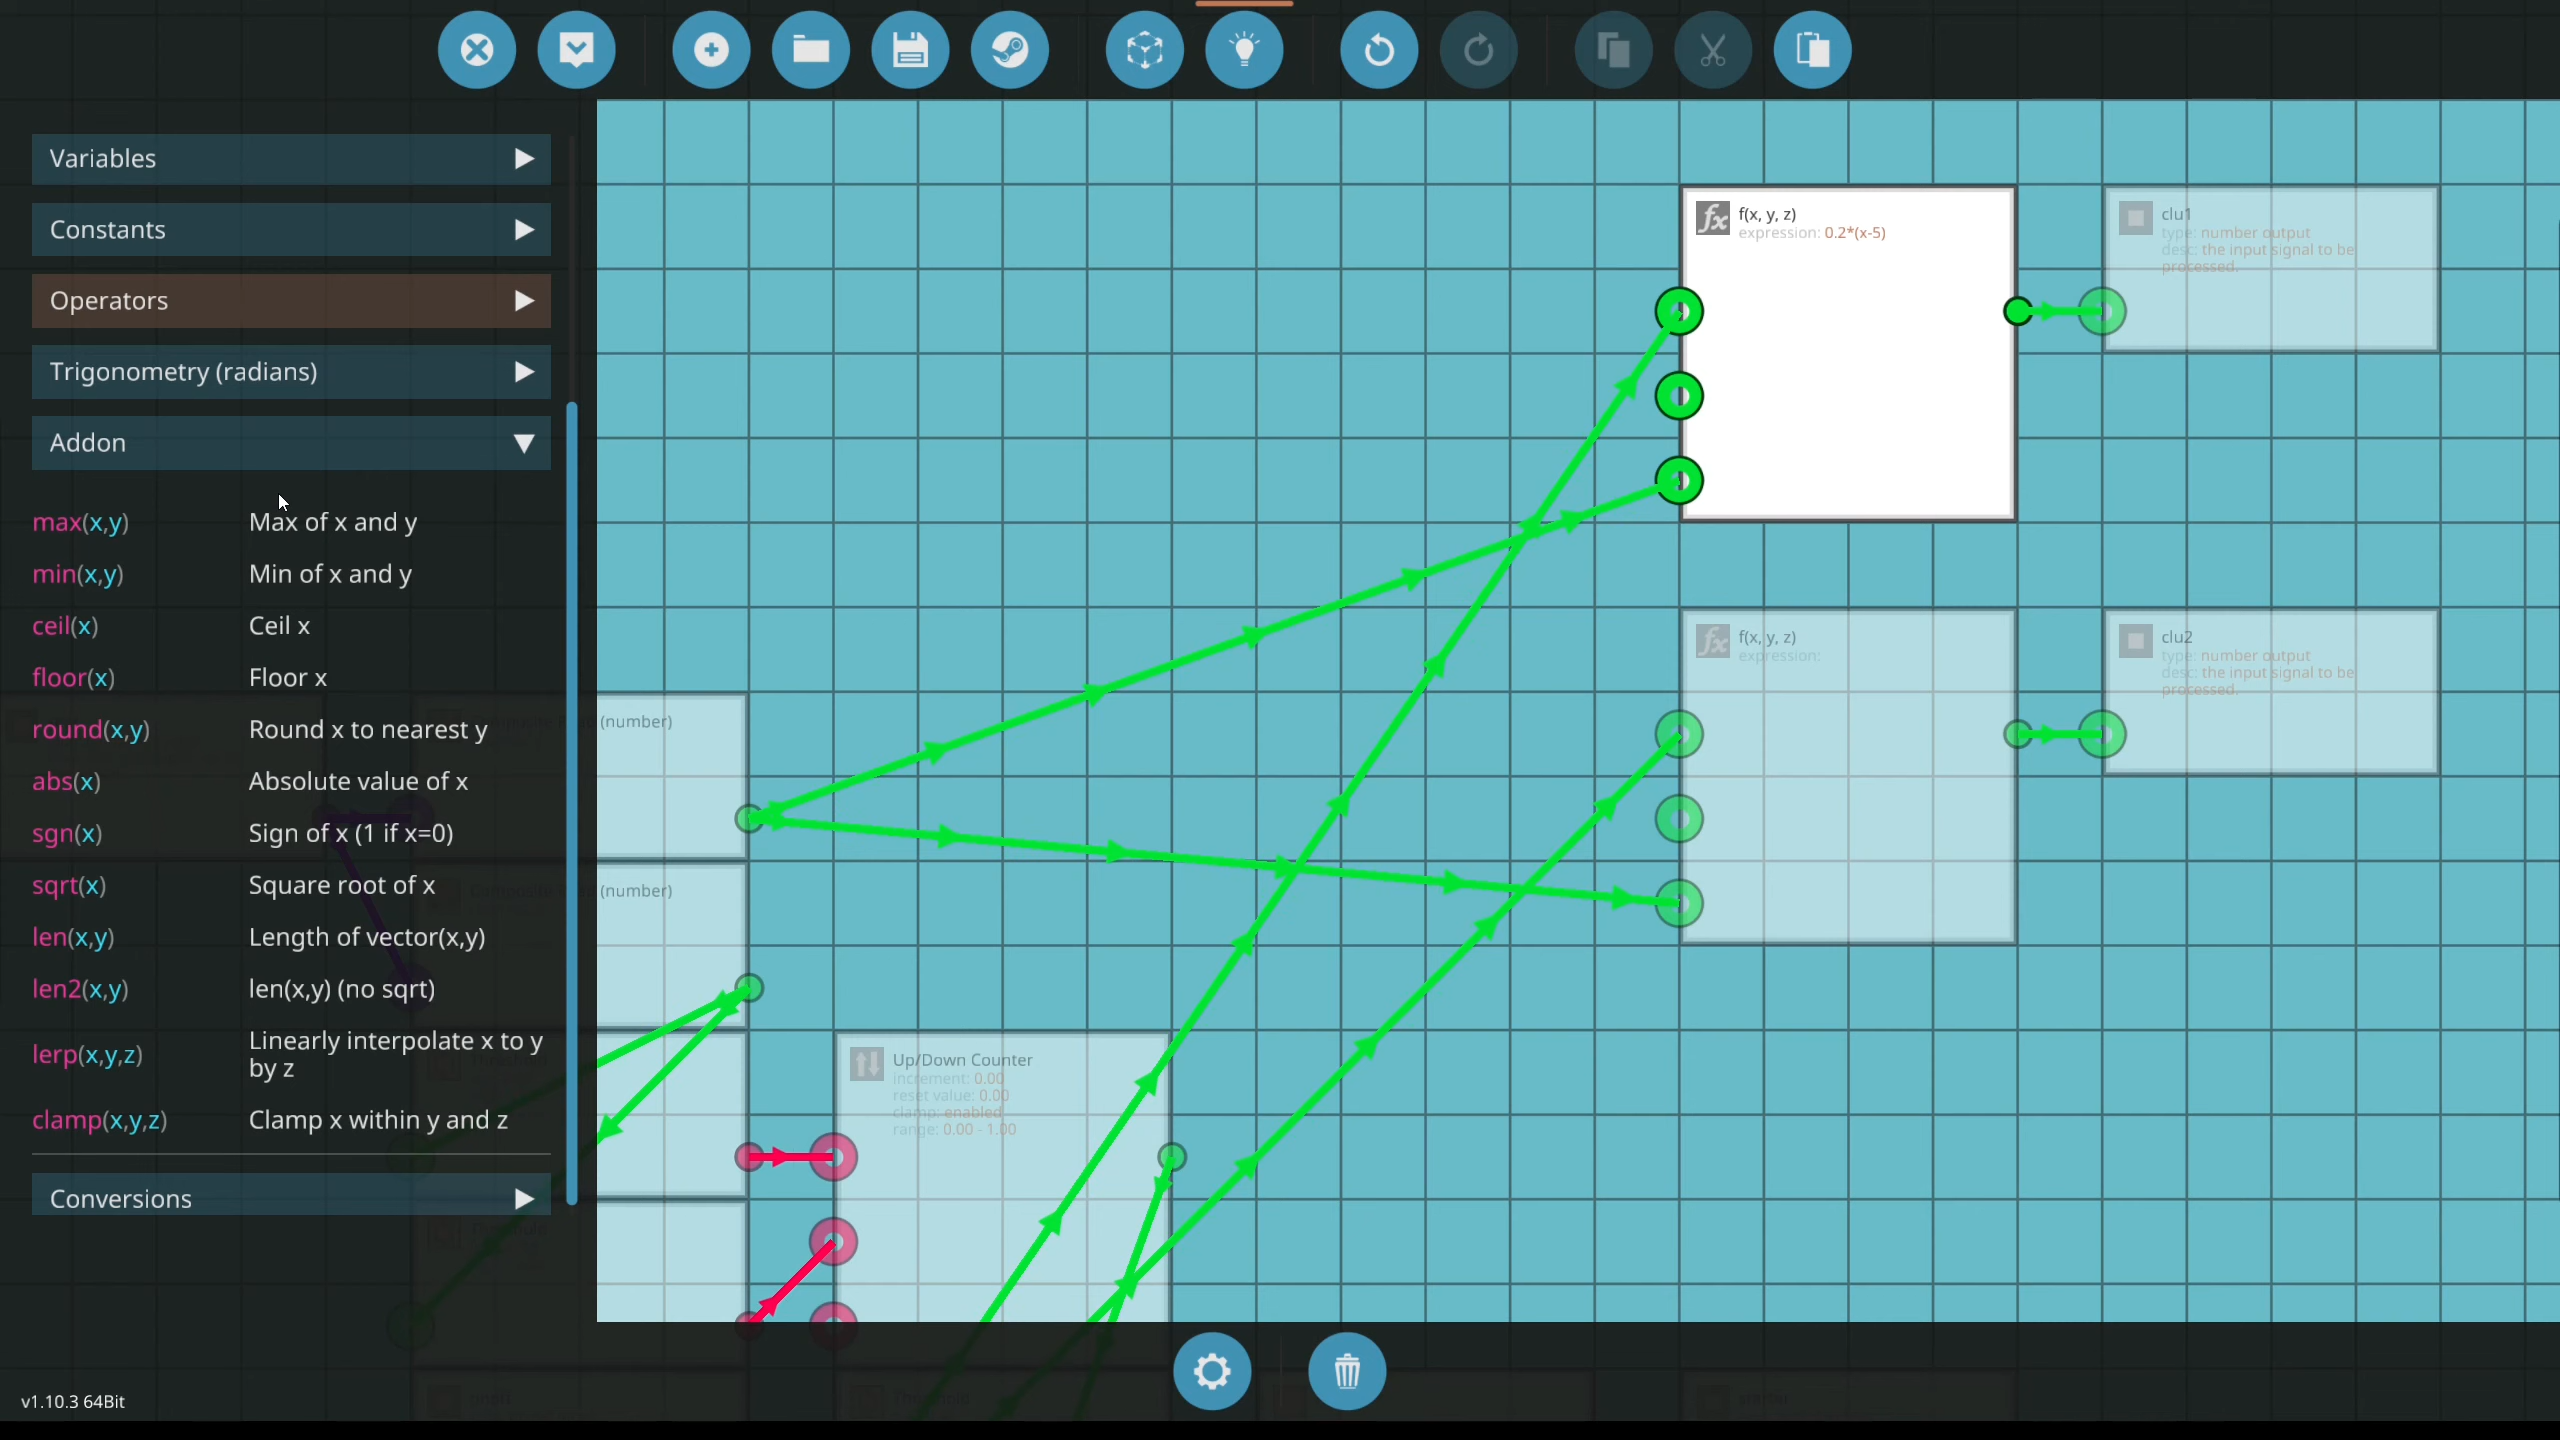 Variables
Constants
Operators
Trigonometry (radians)
Addon
max(x,y) Max of x and y
min(x,y) Min of x and y
ceil(x) Ceil x
floor(x) Floor x
round(x,y) Round x to nearest y
abs(x) Absolute value of x
sgn(x) Sign of x (1 if x=0)
sqrt(x) Square root of x
len(x,y) Length of vector(x,y)
len2(x,y) len(x,y) (no sqrt)
lerp(x,y,z) Linearly interpolate x to y
by z
clamp(x,y,z) Clamp x within y and z
Conversions
v1.10.3 64Bit
fx f(x, y, z)
expression: 0.2*(x-5)
clu1
type: number output
desc: the input signal to be
processed.
fx f(x, y, z)
expression:
clu2
type: number output
desc: the input signal to be
processed.
(number)
(number)
Up/Down Counter
increment: 0.00
reset value: 0.00
clamp: enabled
range: 0.00 - 1.00
Threshold